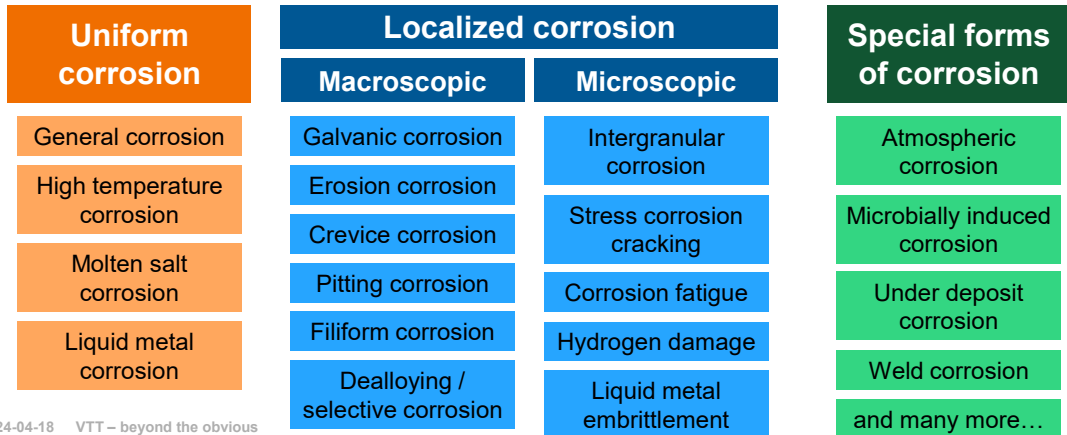 Uniform
corrosion
General corrosion
High temperature
corrosion
Molten salt
corrosion
Liquid metal
corrosion
Localized corrosion
Macroscopic
Galvanic corrosion
Erosion corrosion
Crevice corrosion
Pitting corrosion
Filiform corrosion
Dealloying /
selective corrosion
Microscopic
Intergranular
corrosion
Stress corrosion
cracking
Corrosion fatigue
Hydrogen damage
Liquid metal
embrittlement
Special forms
of corrosion
Atmospheric
corrosion
Microbially induced
corrosion
Under deposit
corrosion
Weld corrosion
and many more…
24-04-18 VTT – beyond the obvious